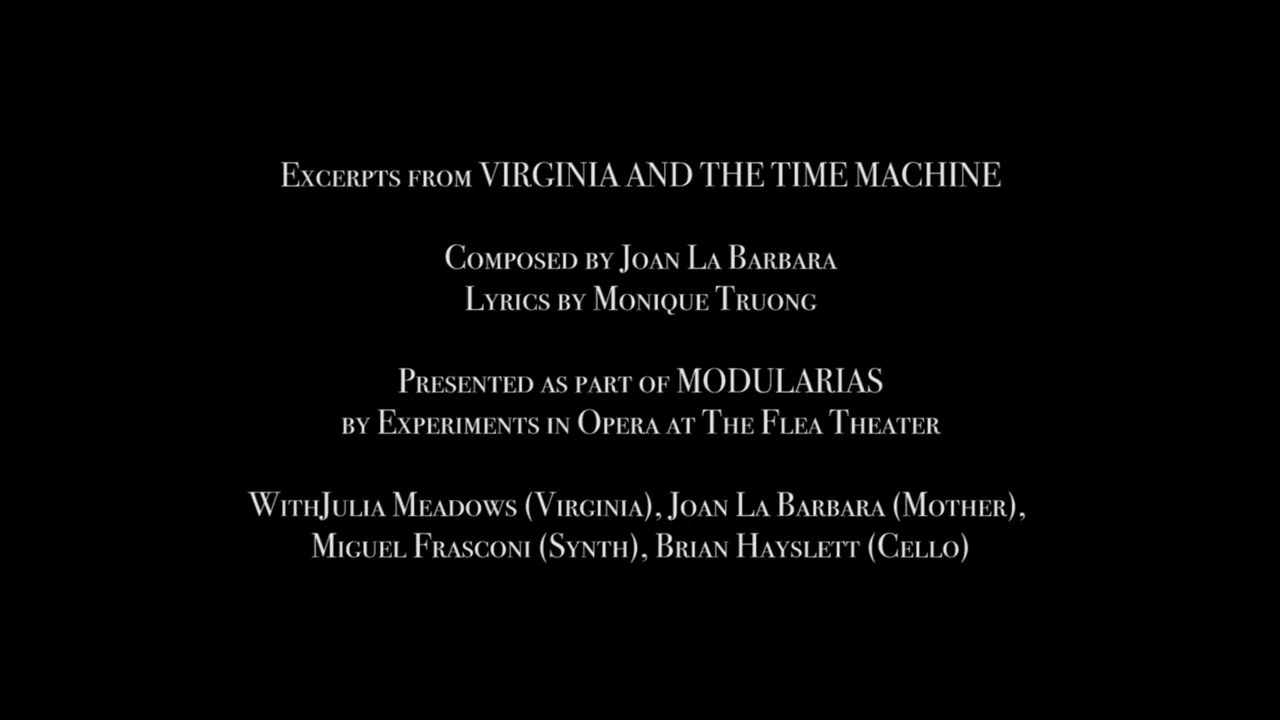 Excerpts from VIRGINIA AND THE TIME MACHINE
Composed by Joan La Barbara
Lyrics by Monique Truong
Presented as part of MODULARIAS
by Experiments in Opera at The Flea Theater
WithJulia Meadows (Virginia), Joan La Barbara (Mother),
Miguel Frasconi (Synth), Brian Hayslett (Cello)